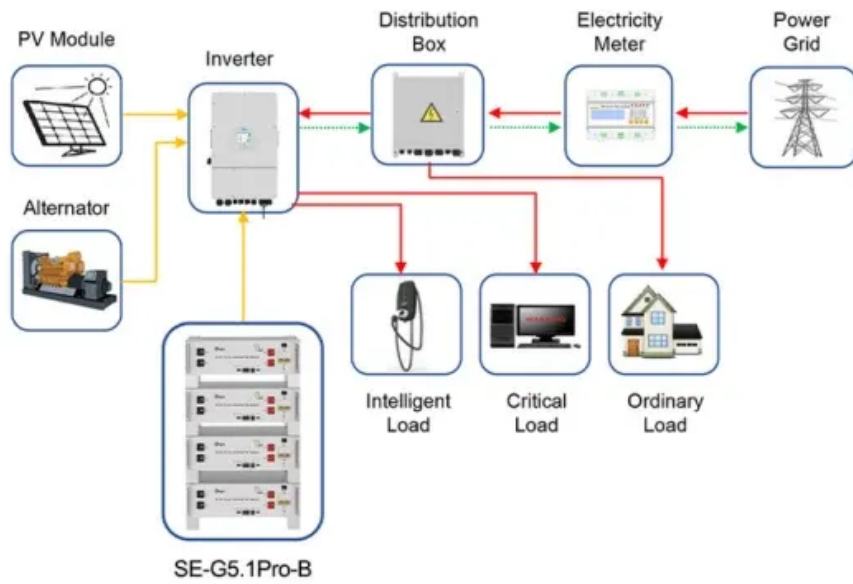 PV Module
Inverter
Distribution
Box
Electricity
Meter
Power
Grid
Alternator
Intelligent
Load
Critical
Load
Ordinary
Load
SE-G5.1Pro-B